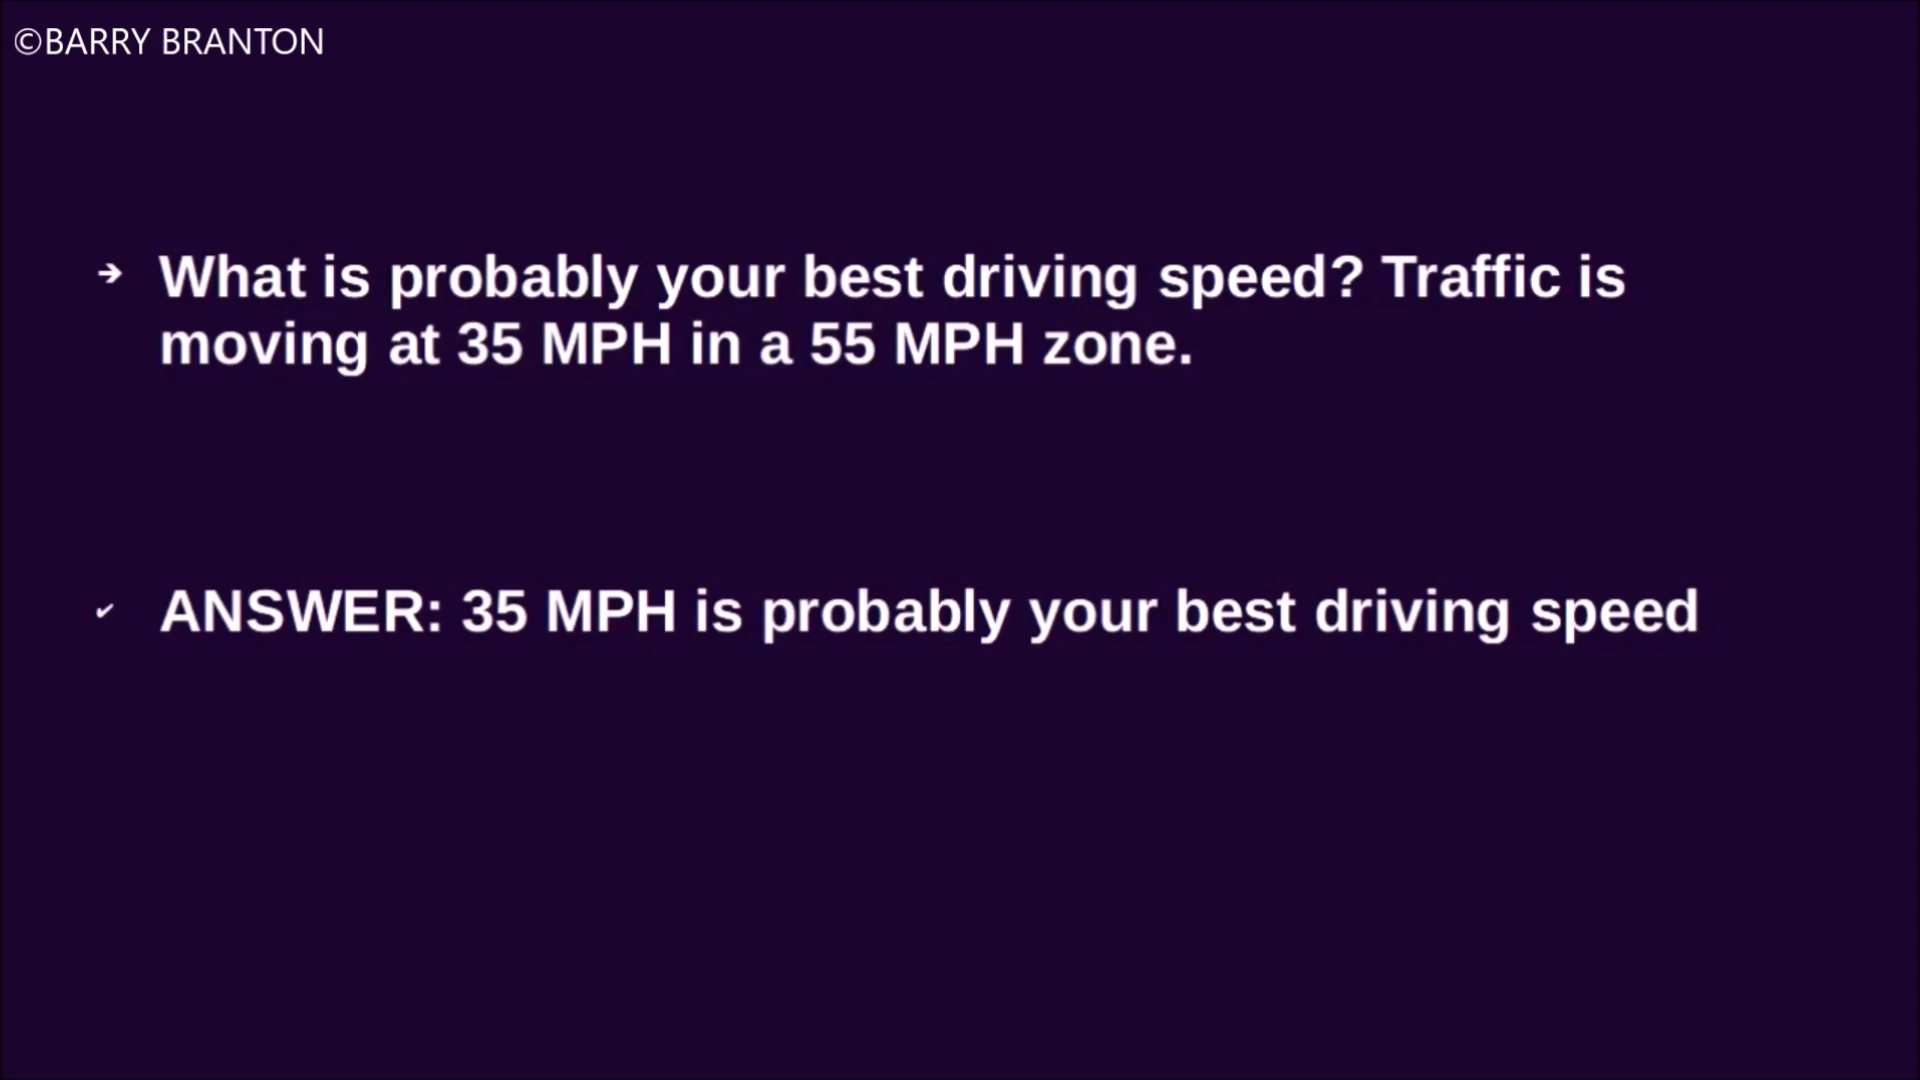 ©BARRY BRANTON
➔ What is probably your best driving speed? Traffic is
moving at 35 MPH in a 55 MPH zone.
✔ ANSWER: 35 MPH is probably your best driving speed